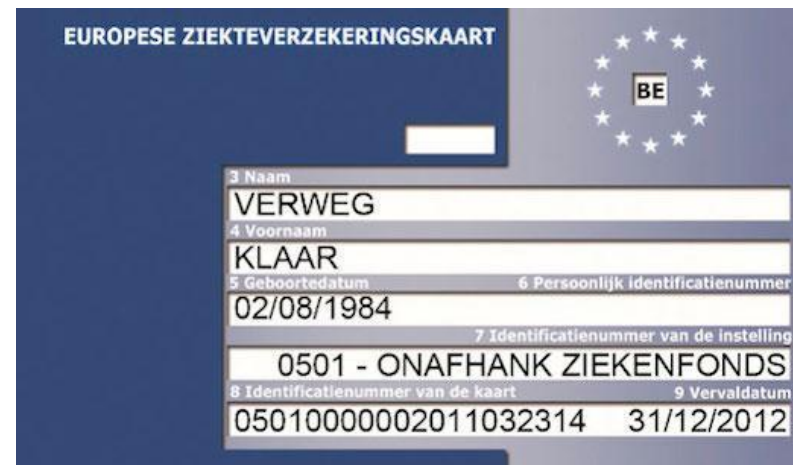 EUROPESE ZIEKTEVERZEKERINGSKAART
BE
3 Naam
VERWEG
4 Voornaam
KLAAR
5 Geboortedatum 6 Persoonlijk identificatienummer
02/08/1984
7 Identificatienummer van de instelling
0501 - ONAFHANK ZIEKENFONDS
8 Identificatienummer van de kaart 9 Vervaldatum
05010000002011032314 31/12/2012